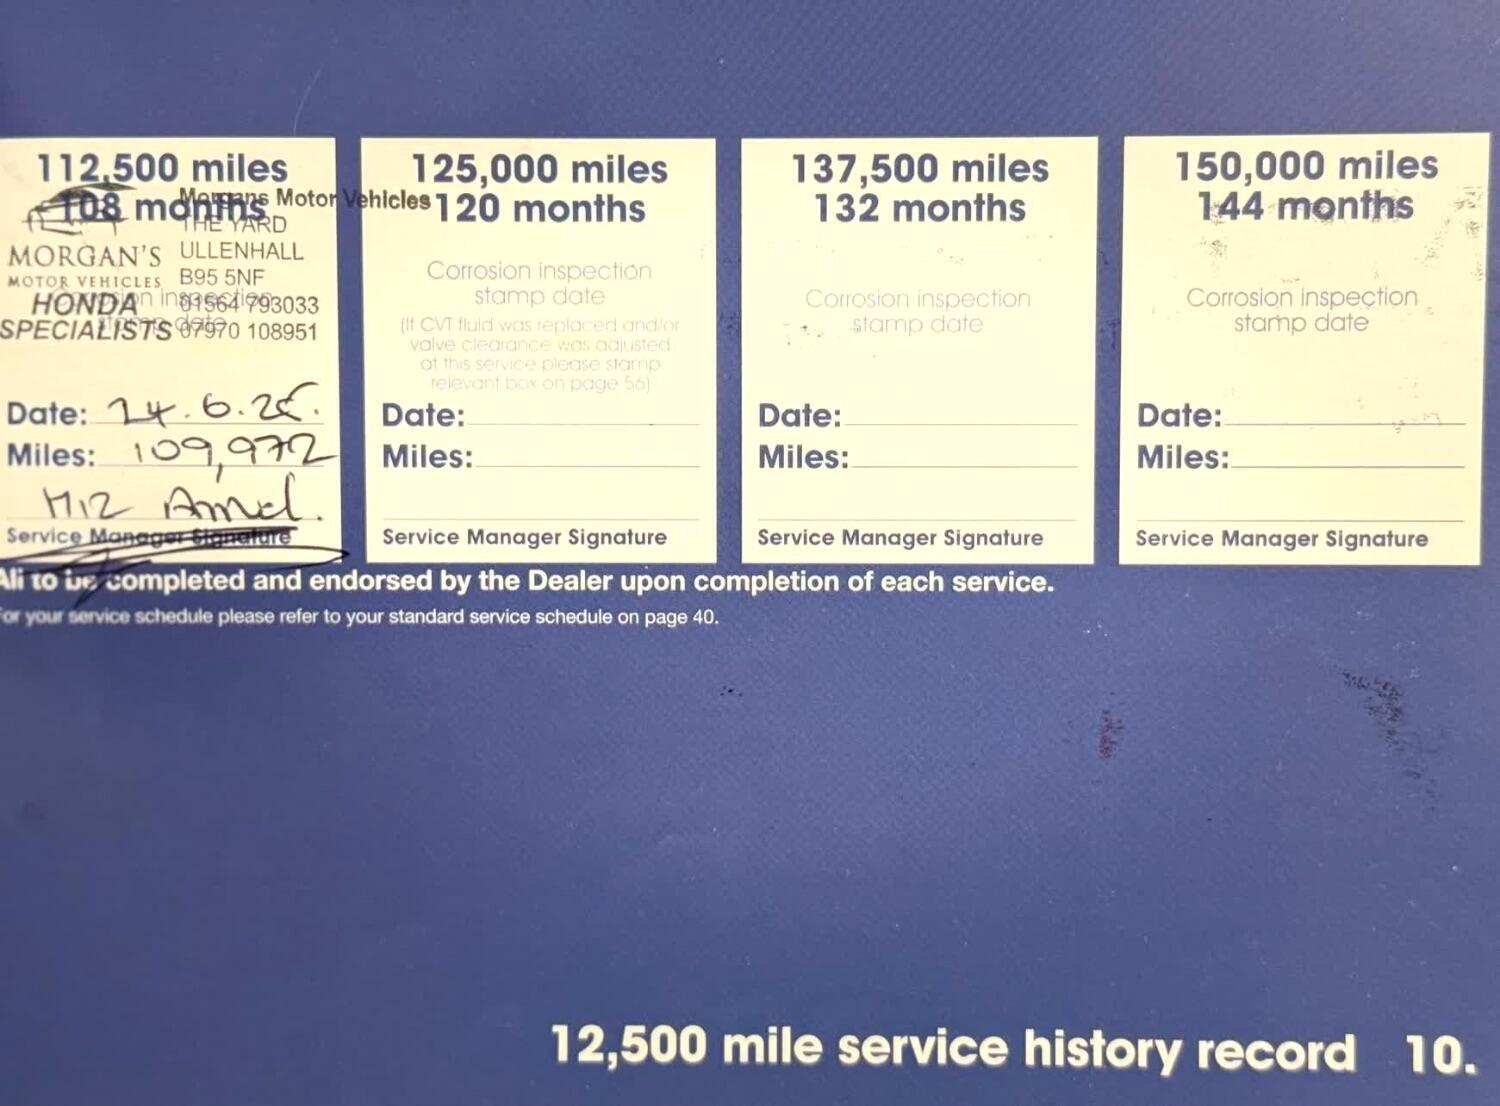 112,500 miles
108 months
Morgans Motor Vehicles
THE YARD
MORGAN'S
ULLENHALL
MOTOR VEHICLES
B95 5NF
Corrosion inspection
stamp date
HONDA
01564 793033
SPECIALISTS
07970 108951
Date: 24.6.25.
Miles: 109,972
Service Manager Signature
125,000 miles
120 months
Corrosion inspection
stamp date
(If CVT fluid was replaced and/or
valve clearance was adjusted
at this service please stamp
relevant box on page 56)
Date:
Miles:
Service Manager Signature
137,500 miles
132 months
Corrosion inspection
stamp date
Date:
Miles:
Service Manager Signature
150,000 miles
144 months
Corrosion inspection
stamp date
Date:
Miles:
Service Manager Signature
All to be completed and endorsed by the Dealer upon completion of each service.
For your service schedule please refer to your standard service schedule on page 40.
12,500 mile service history record 10.